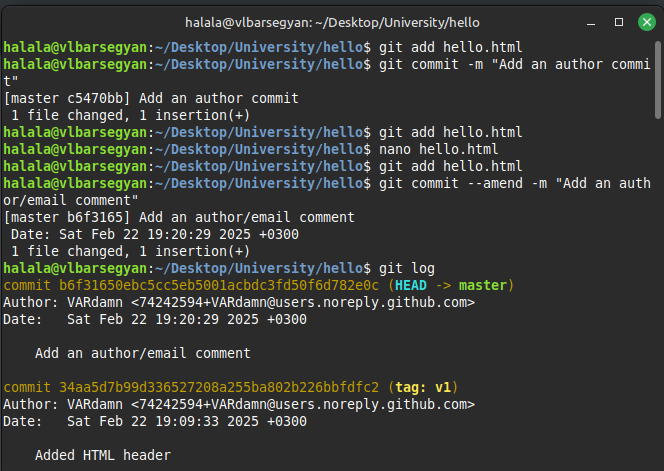 halala@vlbarsegyan: ~/Desktop/University/hello
halala@vlbarsegyan:~/Desktop/University/hello$ git add hello.html
halala@vlbarsegyan:~/Desktop/University/hello$ git commit -m "Add an author commi
t"
[master c5470bb] Add an author commit
 1 file changed, 1 insertion(+)
halala@vlbarsegyan:~/Desktop/University/hello$ git add hello.html
halala@vlbarsegyan:~/Desktop/University/hello$ nano hello.html
halala@vlbarsegyan:~/Desktop/University/hello$ git add hello.html
halala@vlbarsegyan:~/Desktop/University/hello$ git commit --amend -m "Add an auth
or/email comment"
[master b6f3165] Add an author/email comment
 Date: Sat Feb 22 19:20:29 2025 +0300
 1 file changed, 1 insertion(+)
halala@vlbarsegyan:~/Desktop/University/hello$ git log
commit b6f31650ebc5cc5eb5001acbdc3fd50f6d782e0c (HEAD -> master)
Author: VARdamn <74242594+VARdamn@users.noreply.github.com>
Date:   Sat Feb 22 19:20:29 2025 +0300

    Add an author/email comment

commit 34aa5d7b99d336527208a255ba802b226bbfdfc2 (tag: v1)
Author: VARdamn <74242594+VARdamn@users.noreply.github.com>
Date:   Sat Feb 22 19:09:33 2025 +0300

    Added HTML header